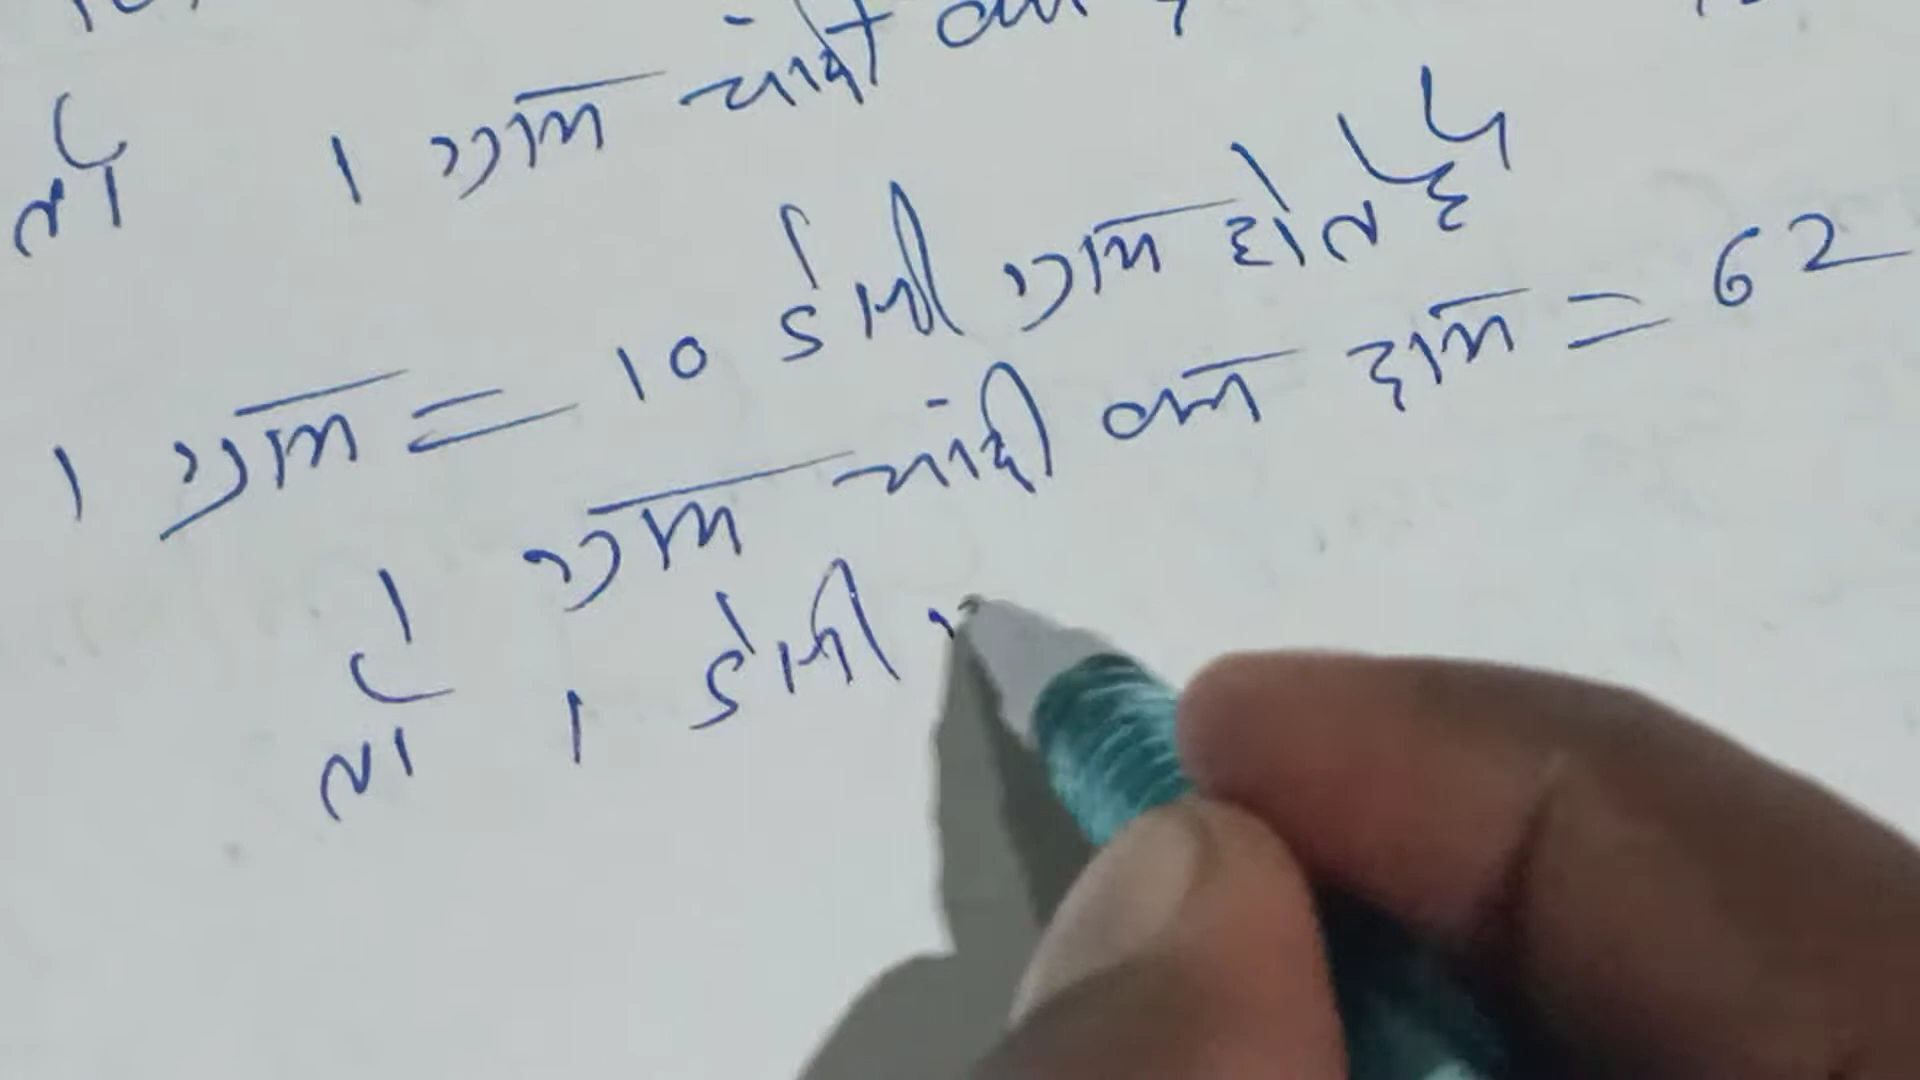 तो 1 ग्राम चांदी का
1 ग्राम = 10 डेसी ग्राम होते हैं
1 ग्राम चांदी का दाम = 62
तो 1 डेसी